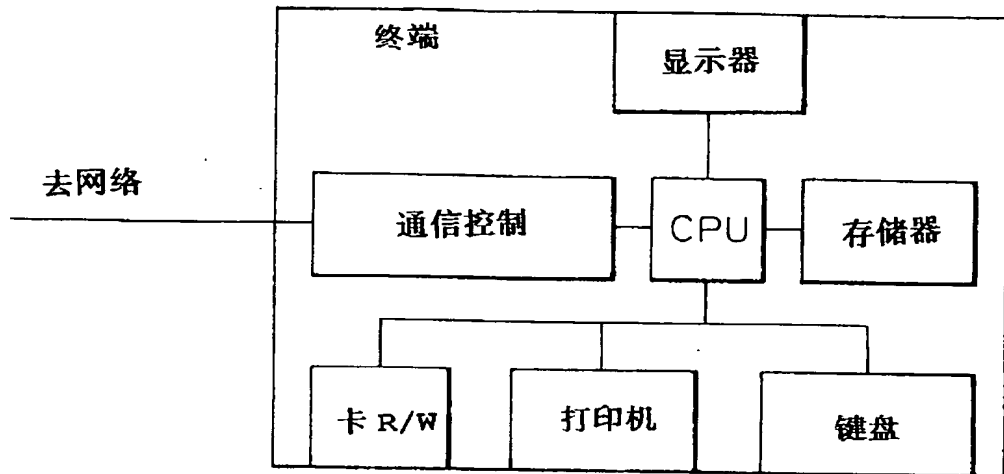 终端
显示器
去网络
通信控制
CPU
存储器
卡 R/W
打印机
键盘